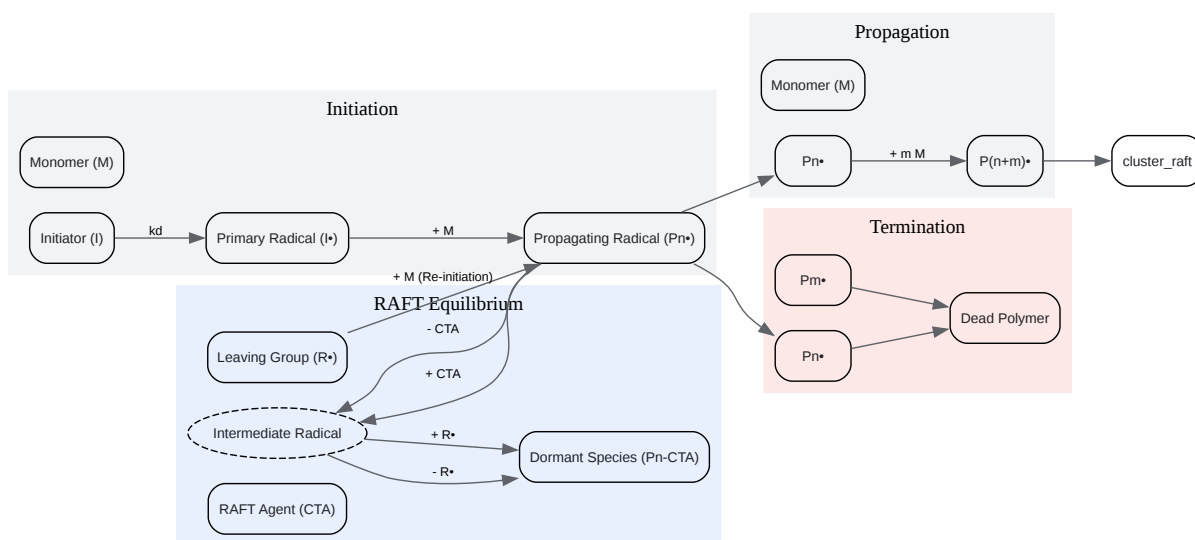 Propagation
Monomer (M)
Pn•
+ m M
P(n+m)•
cluster_raft
Initiation
Monomer (M)
Initiator (I)
kd
Primary Radical (I•)
+ M
Propagating Radical (Pn•)
Termination
Pm•
Pn•
Dead Polymer
+ M (Re-initiation)
RAFT Equilibrium
Leaving Group (R•)
- CTA
+ CTA
Intermediate Radical
+ R•
- R•
Dormant Species (Pn-CTA)
RAFT Agent (CTA)